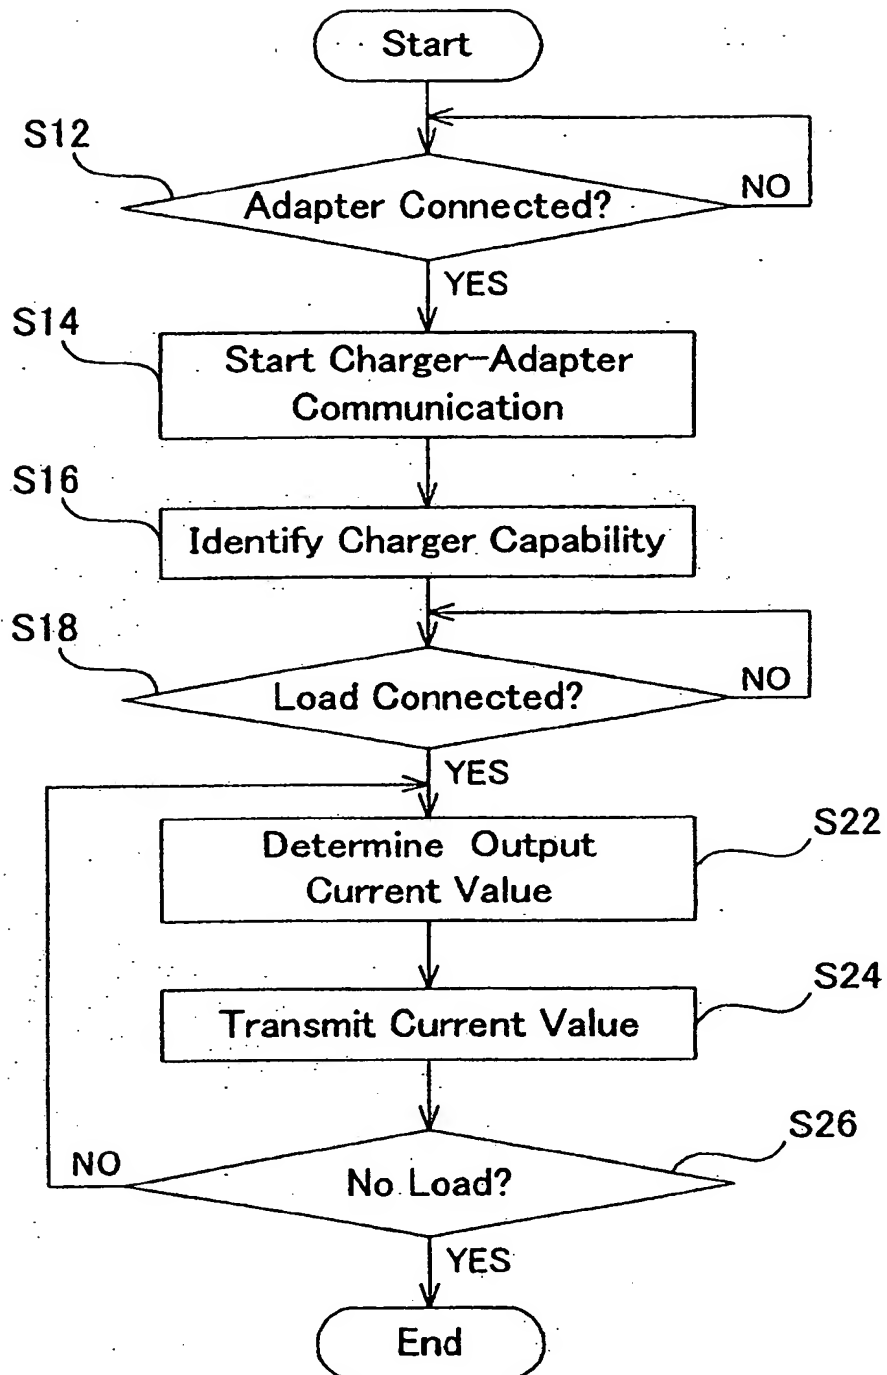 Start
S12
Adapter Connected?
NO
YES
S14
Start Charger-Adapter
Communication
S16
Identify Charger Capability
S18
Load Connected?
NO
YES
Determine Output
Current Value
S22
Transmit Current Value
S24
No Load?
S26
NO
YES
End